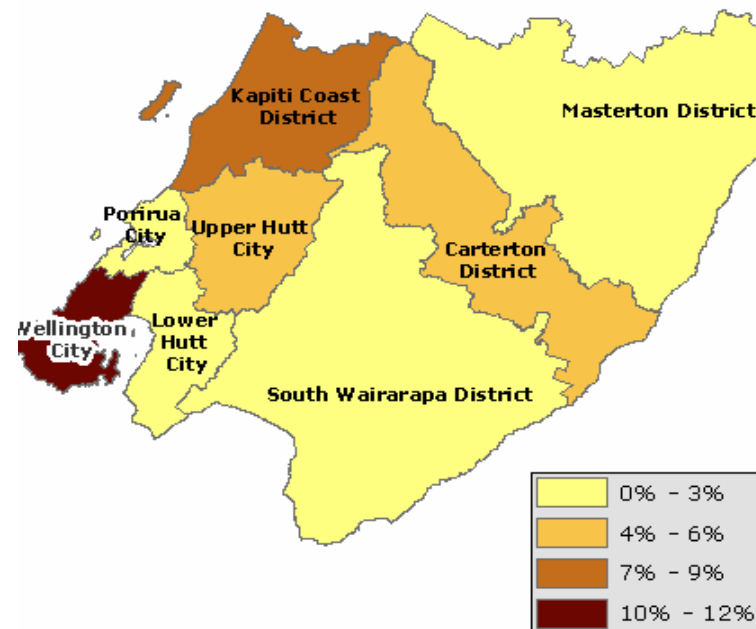 Kapiti Coast
District
Masterton District
Porirua
City
Upper Hutt
City
Carterton
District
Wellington
City
Lower
Hutt
City
South Wairarapa District
0% - 3%
4% - 6%
7% - 9%
10% - 12%